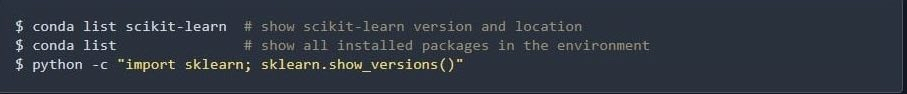 $ conda list scikit-learn  # show scikit-learn version and location
$ conda list               # show all installed packages in the environment
$ python -c "import sklearn; sklearn.show_versions()"